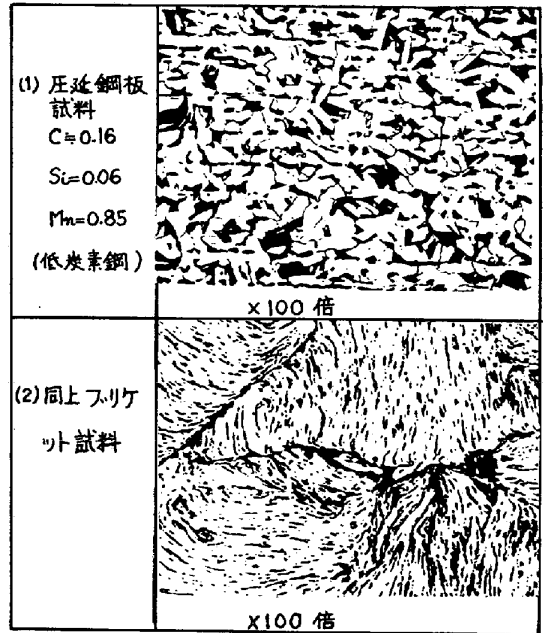 (1) 圧延鋼板
試料
C≒0.16
Si=0.06
Mn=0.85
(低炭素鋼)
×100 倍
(2) 同上ブリケ
ット試料
×100 倍